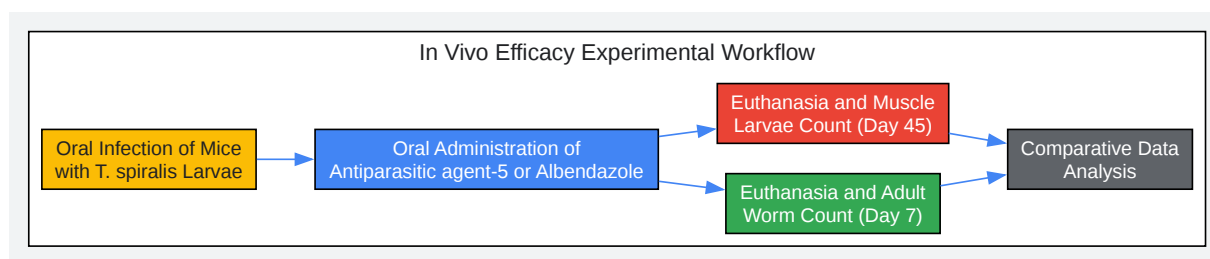 In Vivo Efficacy Experimental Workflow
Oral Infection of Mice
with T. spiralis Larvae
Oral Administration of
Antiparasitic agent-5 or Albendazole
Euthanasia and Muscle
Larvae Count (Day 45)
Euthanasia and Adult
Worm Count (Day 7)
Comparative Data
Analysis